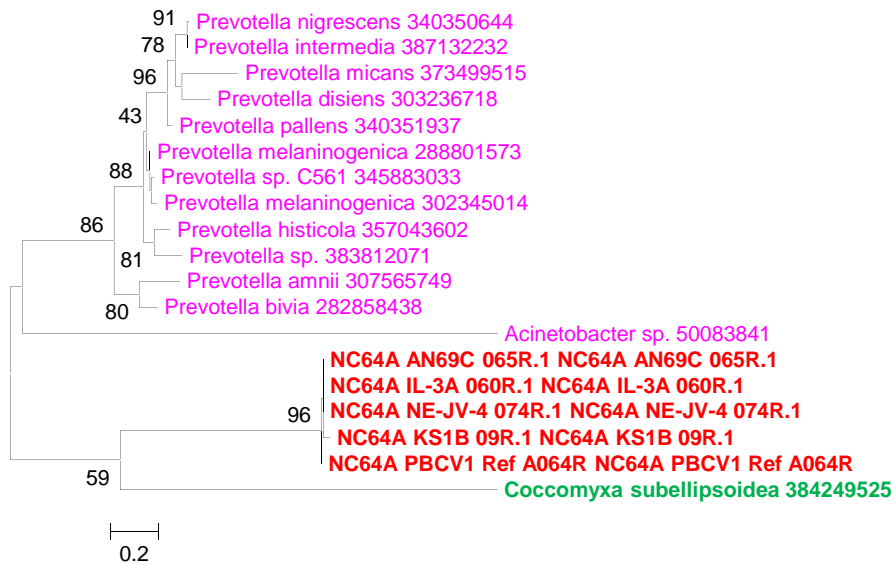 91
Prevotella nigrescens 340350644
78
Prevotella intermedia 387132232
Prevotella micans 373499515
96
Prevotella disiens 303236718
43
Prevotella pallens 340351937
Prevotella melaninogenica 288801573
88
Prevotella sp. C561 345883033
Prevotella melaninogenica 302345014
86
Prevotella histicola 357043602
81
Prevotella sp. 383812071
Prevotella amnii 307565749
80
Prevotella bivia 282858438
Acinetobacter sp. 50083841
NC64A AN69C 065R.1 NC64A AN69C 065R.1
NC64A IL-3A 060R.1 NC64A IL-3A 060R.1
96
NC64A NE-JV-4 074R.1 NC64A NE-JV-4 074R.1
NC64A KS1B 09R.1 NC64A KS1B 09R.1
NC64A PBCV1 Ref A064R NC64A PBCV1 Ref A064R
59
Coccomyxa subellipsoidea 384249525
0.2